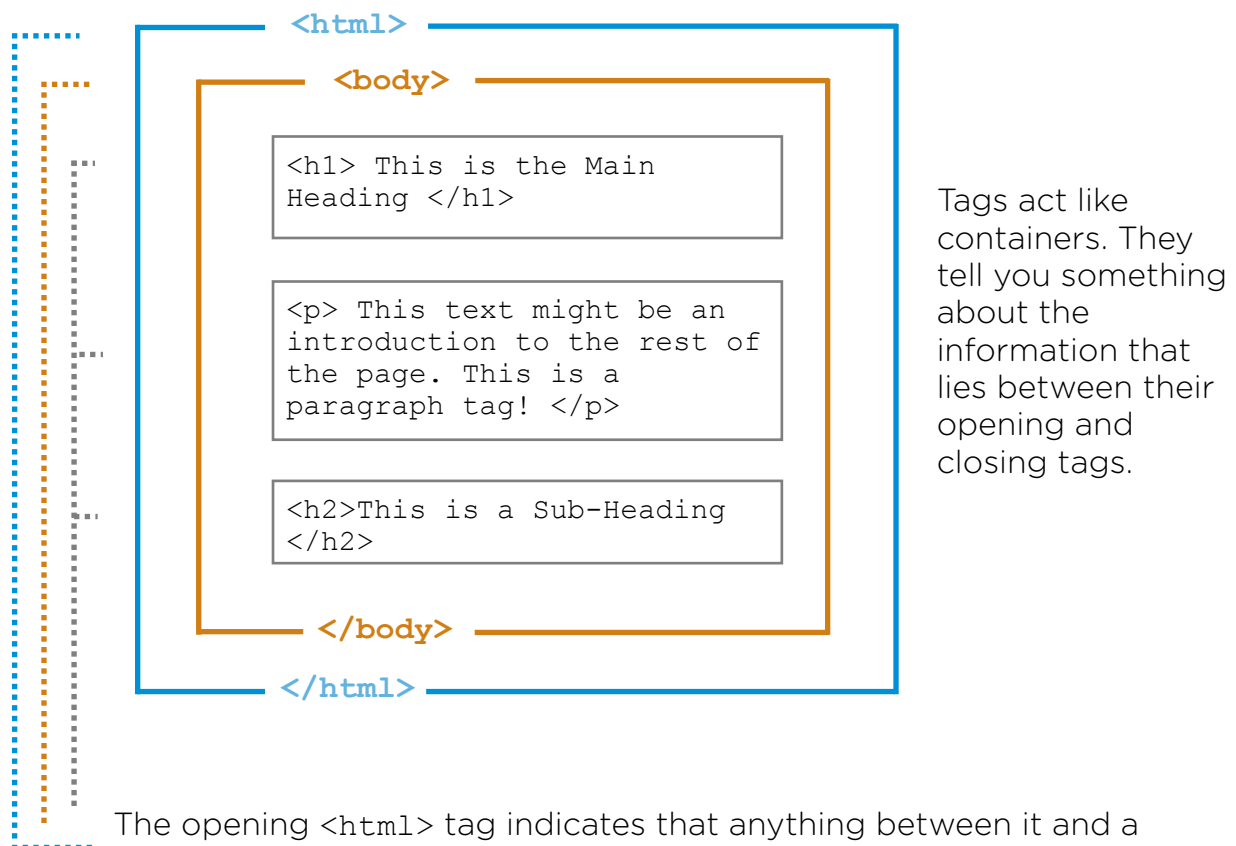 <html>
<body>
<h1> This is the Main
Heading </h1>
<p> This text might be an
introduction to the rest of
the page. This is a
paragraph tag! </p>
<h2>This is a Sub-Heading
</h2>
</body>
</html>
Tags act like
containers. They
tell you something
about the
information that
lies between their
opening and
closing tags.
The opening <html> tag indicates that anything between it and a